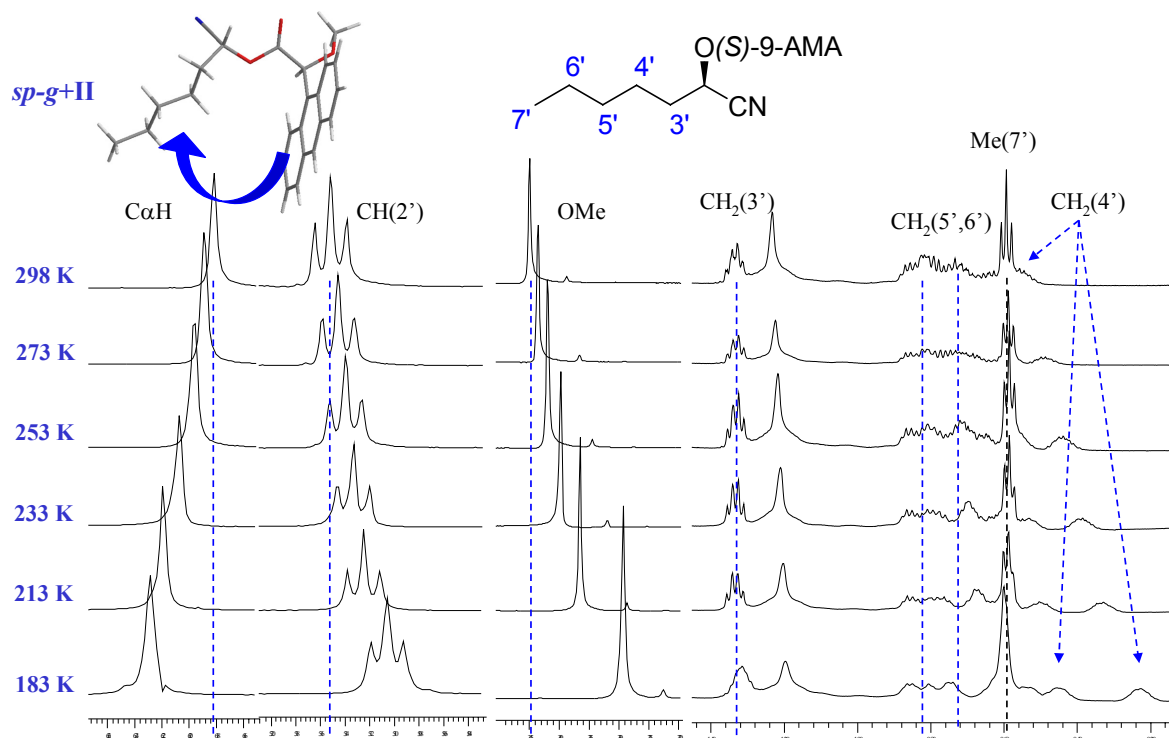 O(S)-9-AMA
6'
4'
sp-g+II
7'
CN
5'
3'
Me(7’)
CαH
CH(2’)
OMe
CH2(3’)
CH2(5’,6’)
CH2(4’)
298 K
273 K
253 K
233 K
213 K
183 K